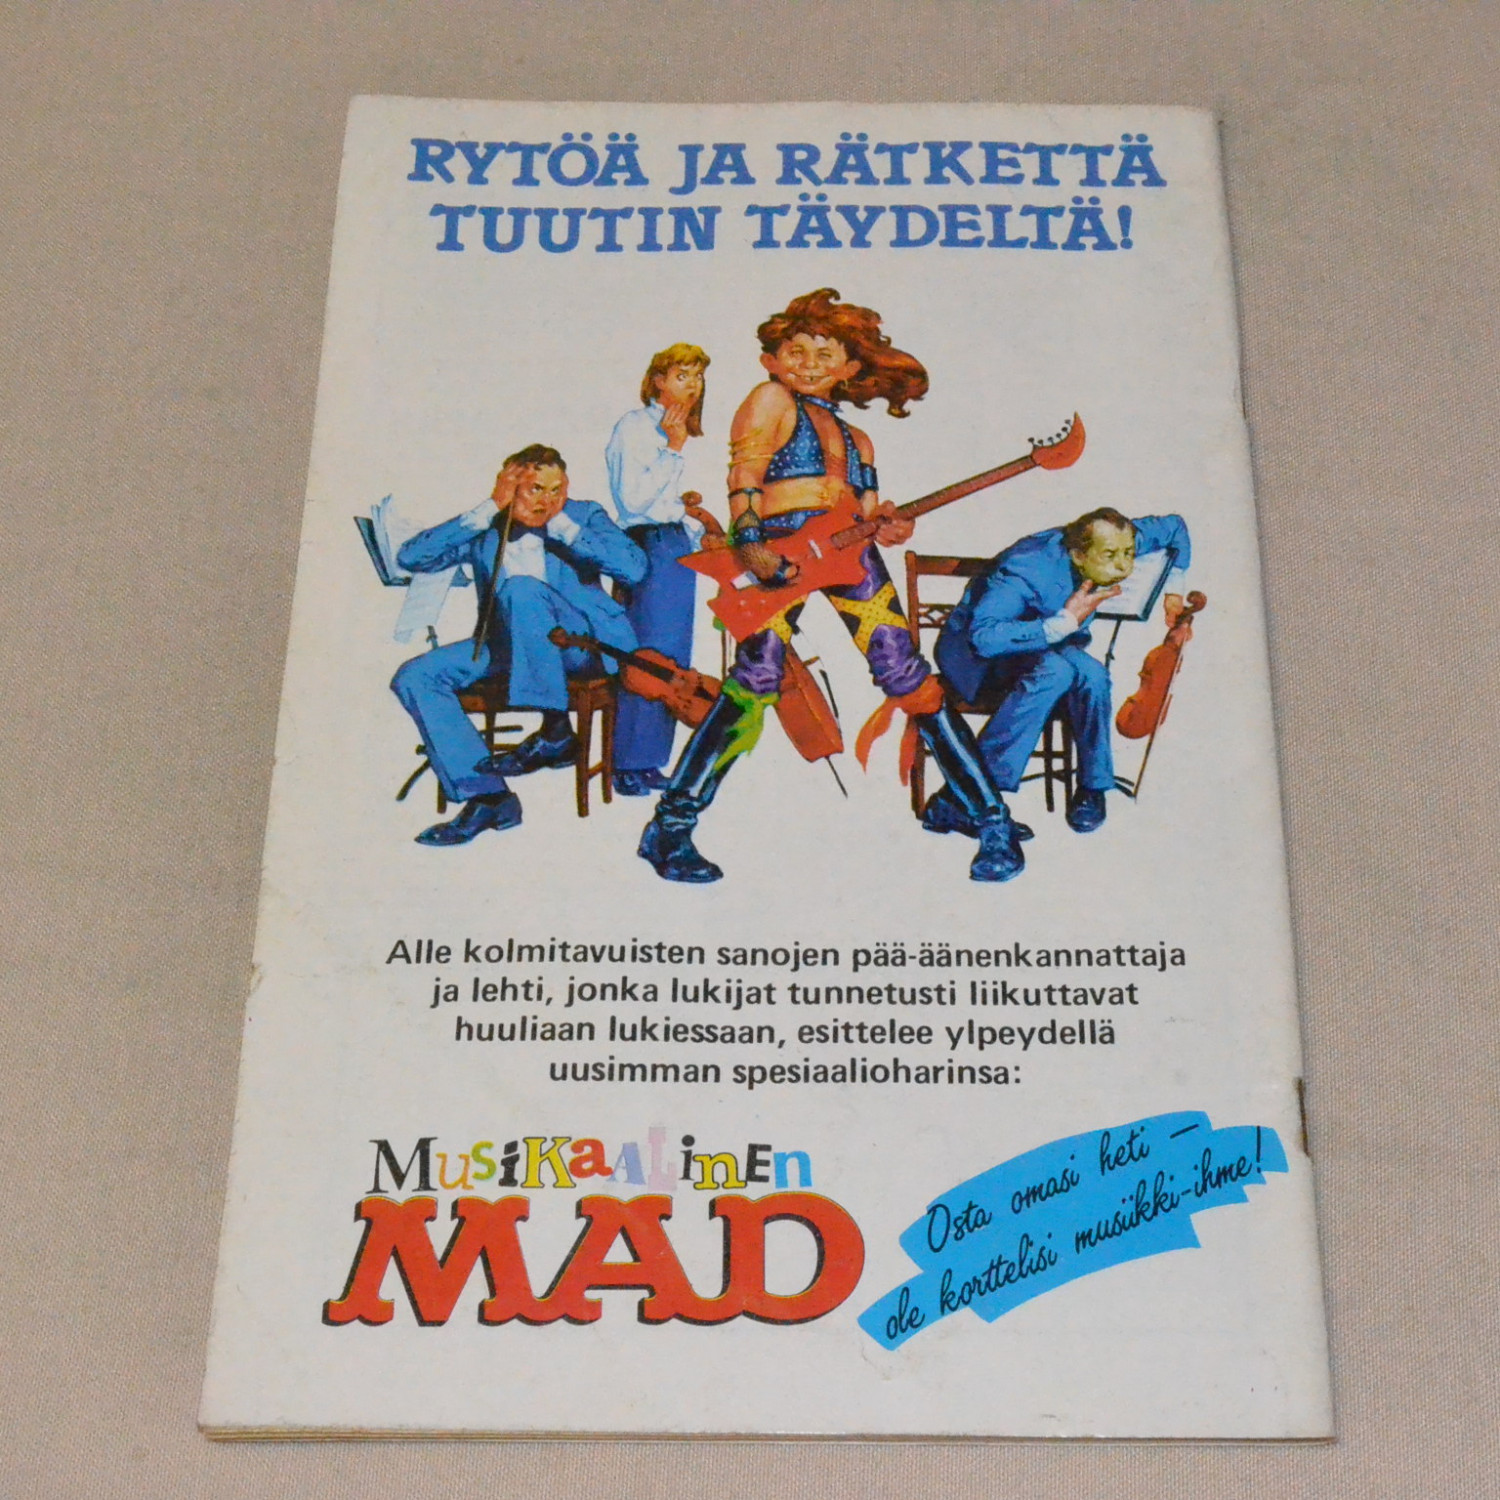 RYTÖÄ JA RÄTKETTÄ
TUUTIN TÄYDELTÄ!
Alle kolmitavuisten sanojen pää-äänenkannattaja
ja lehti, jonka lukijat tunnetusti liikuttavat
huuliaan lukiessaan, esittelee ylpeydellä
uusimman spesiaalioharinsa:
MUSiKaALinEn
MAD
Osta omasi heti —
ole korttelisi musiikki-ihme!